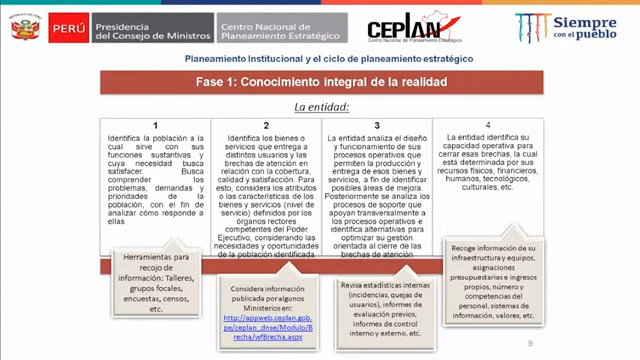 PERÚ
Presidencia
del Consejo de Ministros
Centro Nacional de
Planeamiento Estratégico
CEPLAN
Centro Nacional de Planeamiento Estratégico
Siempre
con el pueblo
Planeamiento Institucional y el ciclo de planeamiento estratégico
Fase 1: Conocimiento integral de la realidad
La entidad:
1
Identifica la población a la
cual sirve con sus
funciones sustantivas y
cuya necesidad busca
satisfacer. Busca
comprender los
problemas, demandas y
prioridades de la
población, con el fin de
analizar cómo responde a
ellas
2
Identifica los bienes o
servicios que entrega a
distintos usuarios y las
brechas de atención en
relación con la cobertura,
calidad y satisfacción. Para
esto, considera los atributos
o las características de los
bienes y servicios (nivel de
servicio) definidos por los
órganos rectores
competentes del Poder
Ejecutivo, considerando las
necesidades y oportunidades
de la población identificada
3
La entidad analiza el diseño
y funcionamiento de sus
procesos operativos que
permiten la producción y
entrega de esos bienes y
servicios, a fin de identificar
posibles áreas de mejora.
Posteriormente se analiza los
procesos de soporte que
apoyan transversalmente a
los procesos operativos e
identifica alternativas para
optimizar su gestión
orientada al cierre de las
brechas de atención
4
La entidad identifica su
capacidad operativa para
cerrar esas brechas, la cual
está determinada por sus
recursos físicos, financieros,
humanos, tecnológicos,
culturales, etc.
Herramientas para
recojo de
información: Talleres,
grupos focales,
encuestas, censos,
etc.
Considera información
publicada por algunos
Ministerios en:
http://appweb.ceplan.gob.
pe/ceplan_dnse/Modulo/B
recha/wfBrecha.aspx
Revisa estadísticas internas
(incidencias, quejas de
usuarios), informes de
evaluación previos,
informes de control
interno y externo, etc.
Recoge información de su
infraestructura y equipos,
asignaciones
presupuestarias e ingresos
propios, número y
competencias del
personal, sistemas de
información, valores, etc.
9